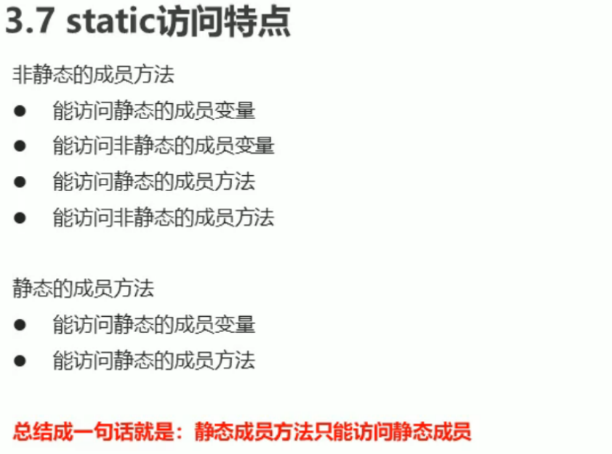 3.7 static访问特点
非静态的成员方法
● 能访问静态的成员变量
● 能访问非静态的成员变量
● 能访问静态的成员方法
● 能访问非静态的成员方法
静态的成员方法
● 能访问静态的成员变量
● 能访问静态的成员方法
总结成一句话就是：静态成员方法只能访问静态成员